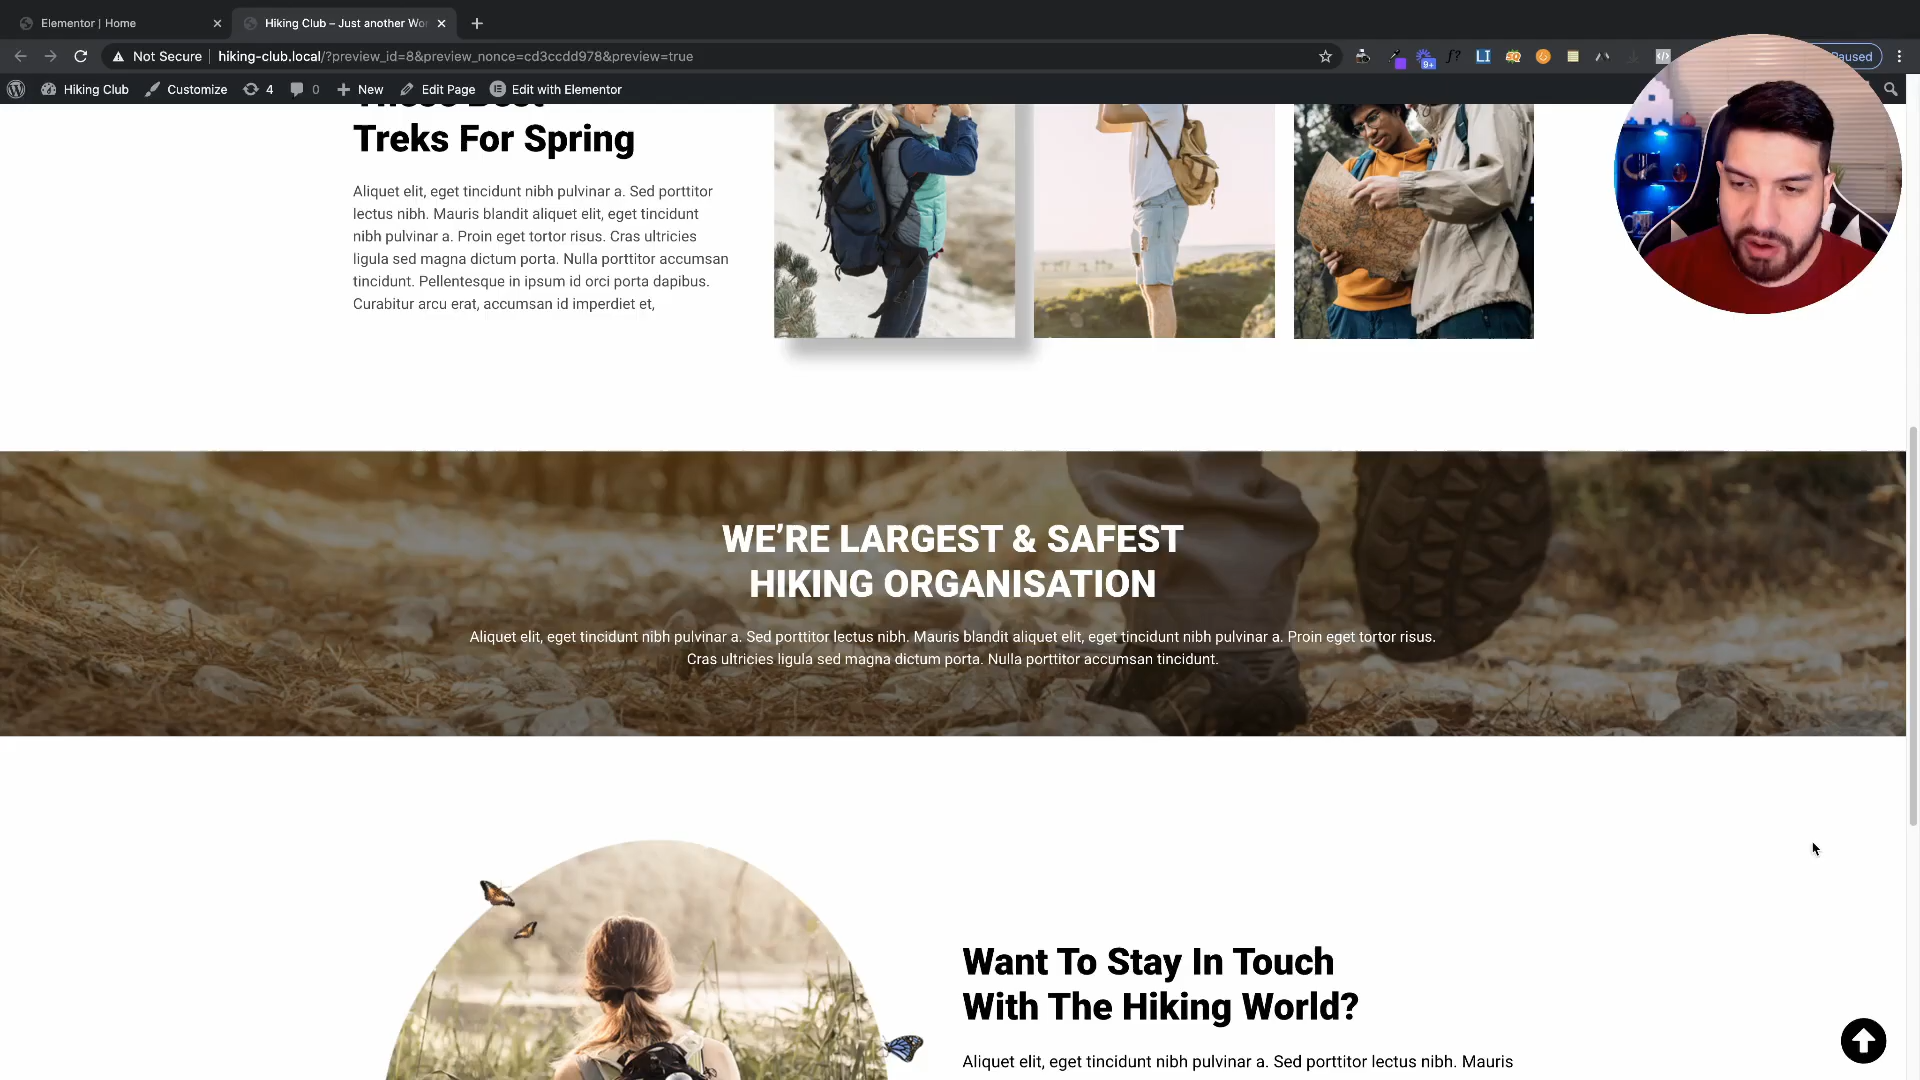 Elementor | Home
Hiking Club – Just another Wo
Not Secure
hiking-club.local/?preview_id=8&preview_nonce=cd3ccdd978&preview=true
9+
f?
LI
Paused
Hiking Club
Customize
4
0
New
Edit Page
Edit with Elementor
These Best
Treks For Spring
Aliquet elit, eget tincidunt nibh pulvinar a. Sed porttitor
lectus nibh. Mauris blandit aliquet elit, eget tincidunt
nibh pulvinar a. Proin eget tortor risus. Cras ultricies
ligula sed magna dictum porta. Nulla porttitor accumsan
tincidunt. Pellentesque in ipsum id orci porta dapibus.
Curabitur arcu erat, accumsan id imperdiet et,
WE’RE LARGEST & SAFEST
HIKING ORGANISATION
Aliquet elit, eget tincidunt nibh pulvinar a. Sed porttitor lectus nibh. Mauris blandit aliquet elit, eget tincidunt nibh pulvinar a. Proin eget tortor risus.
Cras ultricies ligula sed magna dictum porta. Nulla porttitor accumsan tincidunt.
Want To Stay In Touch
With The Hiking World?
Aliquet elit, eget tincidunt nibh pulvinar a. Sed porttitor lectus nibh. Mauris